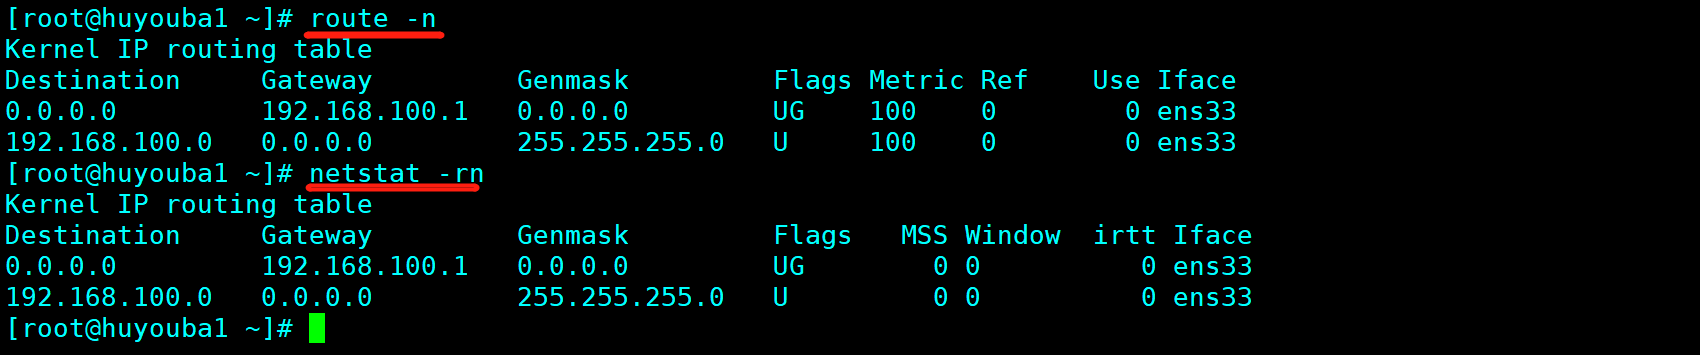 [root@huyouba1 ~]# route -n
Kernel IP routing table
Destination     Gateway         Genmask         Flags Metric Ref    Use Iface
0.0.0.0         192.168.100.1   0.0.0.0         UG    100    0        0 ens33
192.168.100.0   0.0.0.0         255.255.255.0   U     100    0        0 ens33
[root@huyouba1 ~]# netstat -rn
Kernel IP routing table
Destination     Gateway         Genmask         Flags   MSS Window  irtt Iface
0.0.0.0         192.168.100.1   0.0.0.0         UG        0 0          0 ens33
192.168.100.0   0.0.0.0         255.255.255.0   U         0 0          0 ens33
[root@huyouba1 ~]#